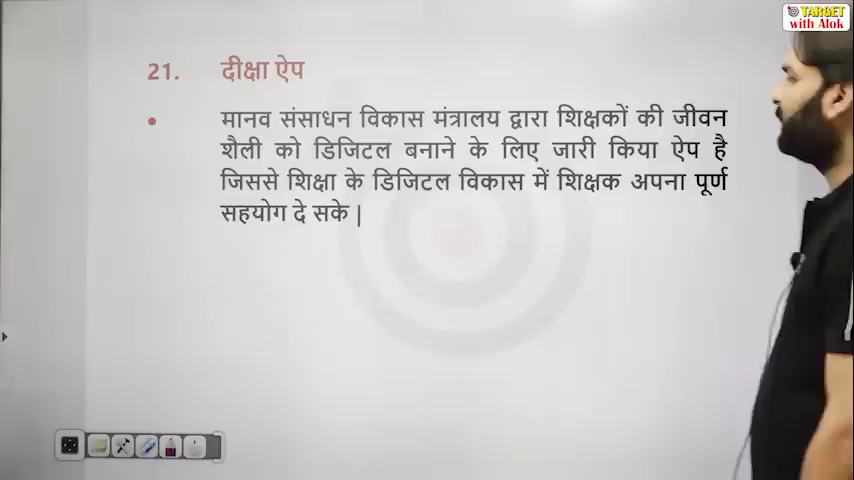 TARGET
with Alok
21. दीक्षा ऐप
• मानव संसाधन विकास मंत्रालय द्वारा शिक्षकों की जीवन
शैली को डिजिटल बनाने के लिए जारी किया ऐप है
जिससे शिक्षा के डिजिटल विकास में शिक्षक अपना पूर्ण
सहयोग दे सके |